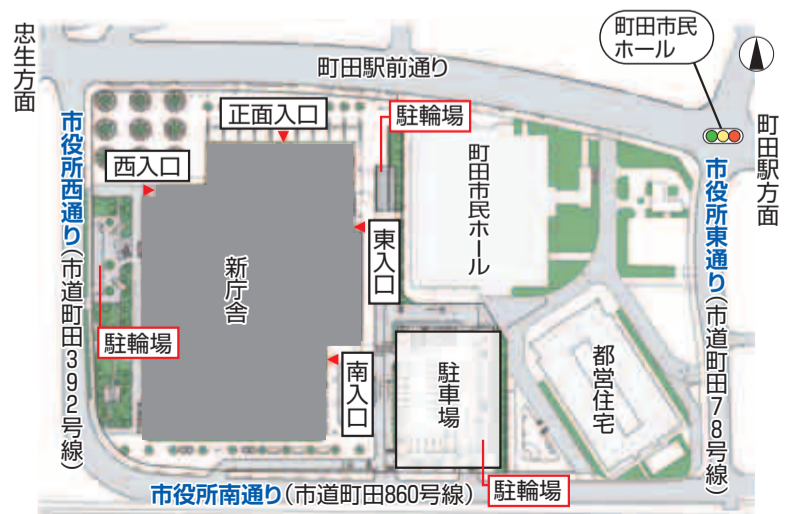 忠生方面
町田駅前通り
町田市民
ホール
正面入口
駐輪場
西入口
町田市民ホール
町田駅方面
市役所西通り(市道町田392号線)
新庁舎
東入口
市役所東通り(市道町田78号線)
駐輪場
南入口
駐車場
都営住宅
市役所南通り(市道町田860号線)
駐輪場